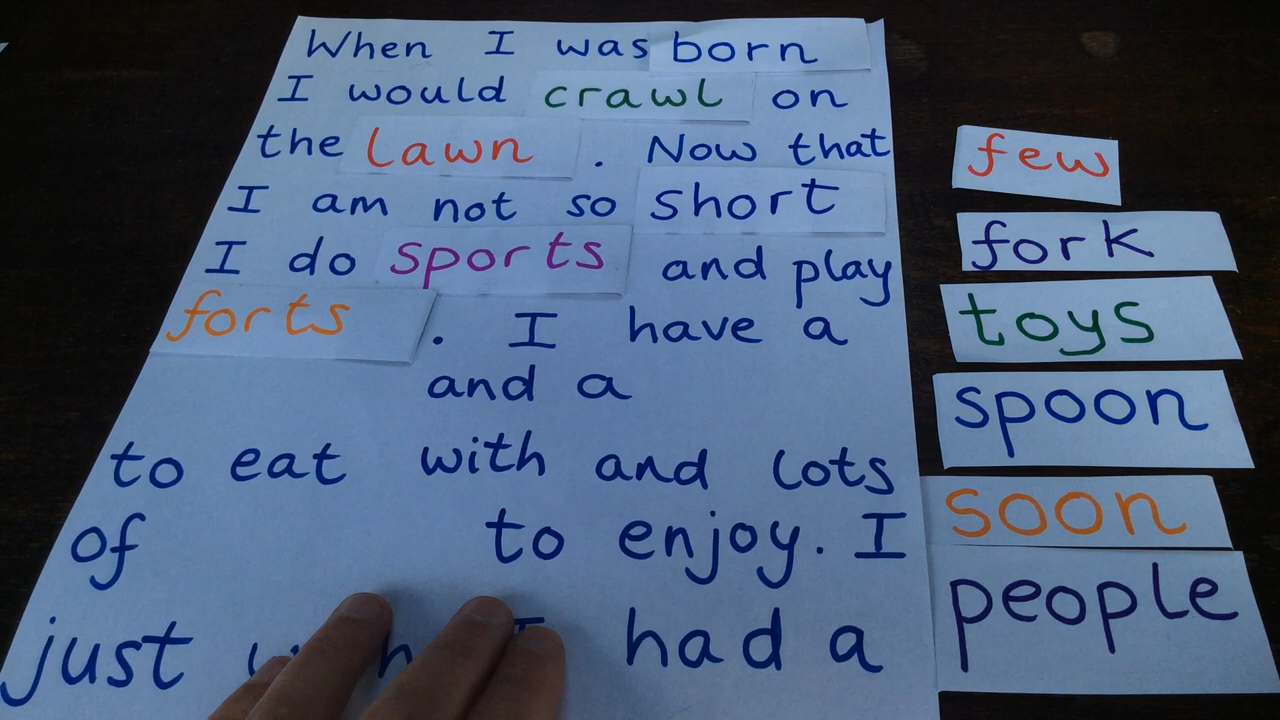 When I was born
I would crawl on
the lawn . Now that
I am not so short
I do sports and play
forts . I have a
and a
to eat with and lots
of to enjoy. I
just had a
few
fork
toys
spoon
soon
people